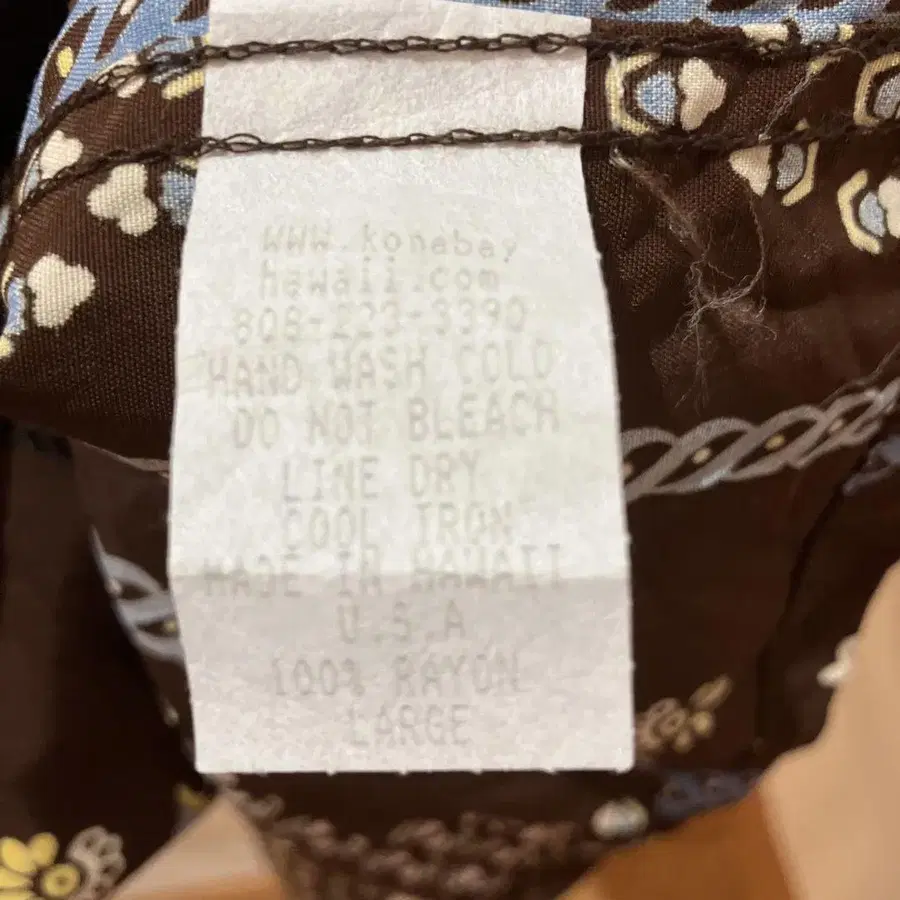 www.konabay
hawaii.com
808-223-3390
HAND WASH COLD
DO NOT BLEACH
LINE DRY
COOL IRON
MADE IN HAWAII
U.S.A
100% RAYON
LARGE